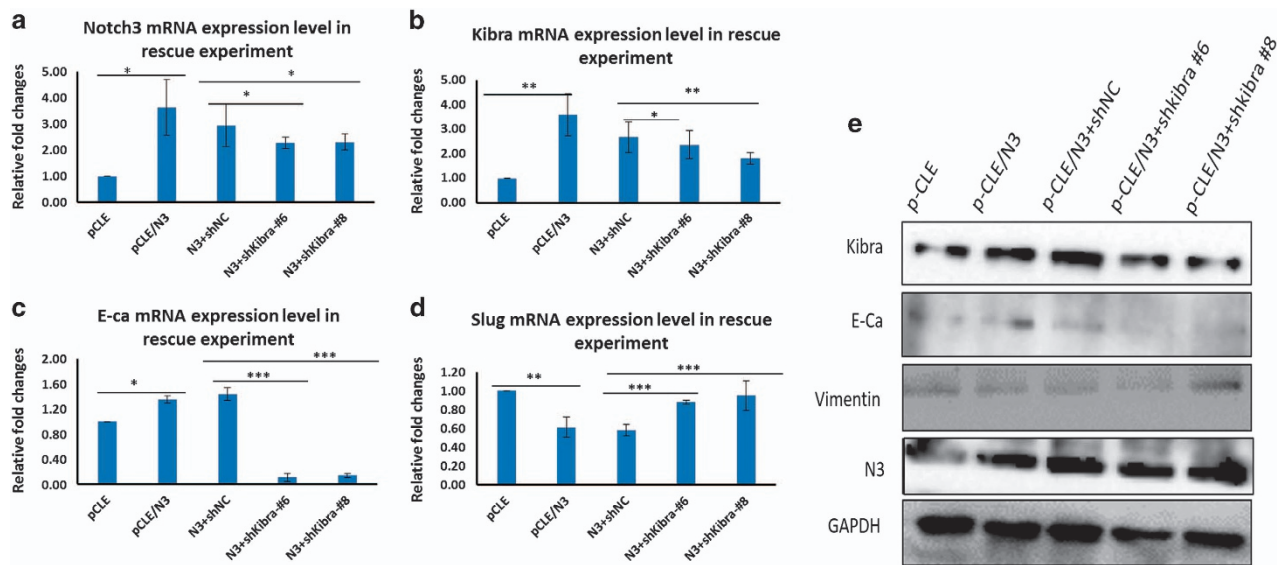 a
Notch3 mRNA expression level in
rescue experiment
Relative fold changes
5.00
4.00
3.00
2.00
1.00
0.00
*
*
*
pCLE
pCLE/N3
N3+shNC
N3+shKibra-#6
N3+shKibra-#8
b
Kibra mRNA expression level in rescue
experiment
Relative fold changes
5.00
4.00
3.00
2.00
1.00
0.00
**
**
*
pCLE
pCLE/N3
N3+shNC
N3+shKibra-#6
N3+shKibra-#8
c
E-ca mRNA expression level in
rescue experiment
Relative fold changes
2.00
1.60
1.20
0.80
0.40
0.00
*
***
***
pCLE
pCLE/N3
N3+shNC
N3+shKibra-#6
N3+shKibra-#8
d
Slug mRNA expression level in rescue
experiment
Relative fold changes
1.20
1.00
0.80
0.60
0.40
0.20
0.00
**
***
***
pCLE
pCLE/N3
N3+shNC
N3+shKibra-#6
N3+shKibra-#8
e
p-CLE
p-CLE/N3
p-CLE/N3+shNC
p-CLE/N3+shkibra #6
p-CLE/N3+shkibra #8
Kibra
E-Ca
Vimentin
N3
GAPDH